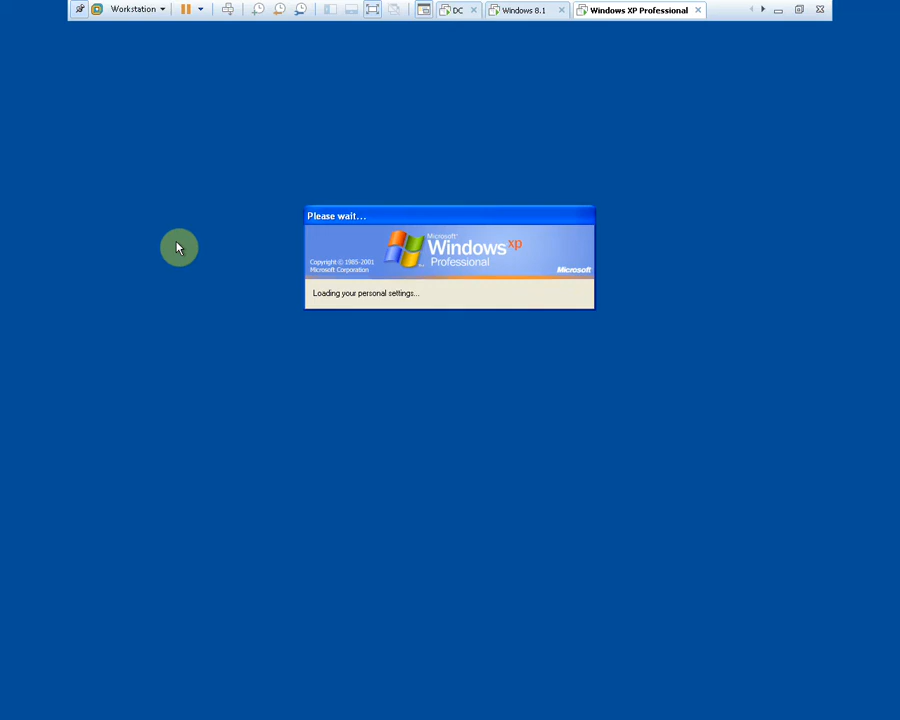 Workstation DC Windows 8.1 Windows XP Professional
Please wait...
Microsoft®
Windows xp
Professional
Copyright © 1985-2001
Microsoft Corporation
Microsoft
Loading your personal settings...